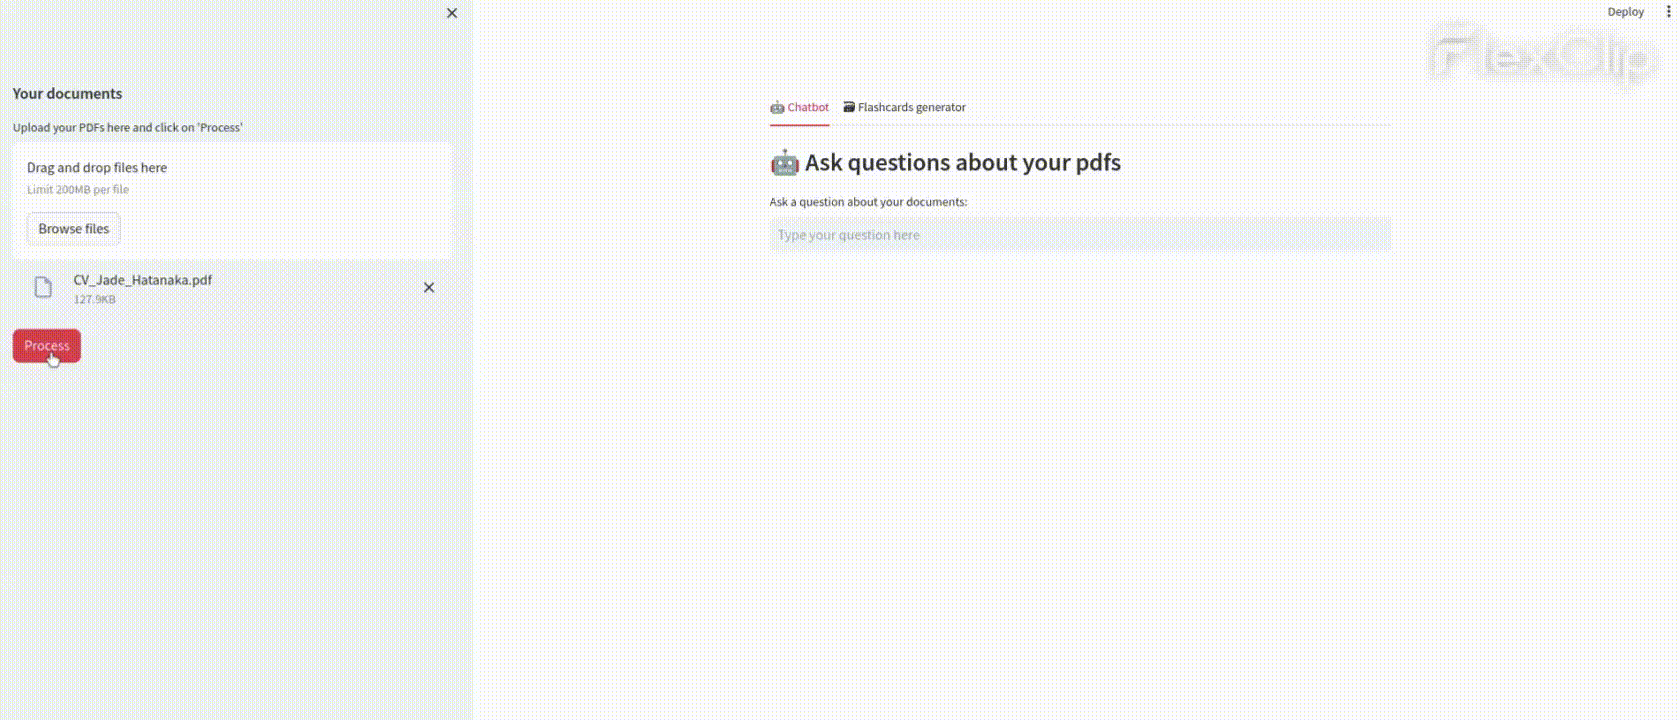 Deploy
FlexClip
Your documents
Upload your PDFs here and click on 'Process'
Drag and drop files here
Limit 200MB per file
Browse files
CV_Jade_Hatanaka.pdf
127.9KB
Process
🤖 Chatbot
🗃 Flashcards generator
🤖 Ask questions about your pdfs
Ask a question about your documents:
Type your question here